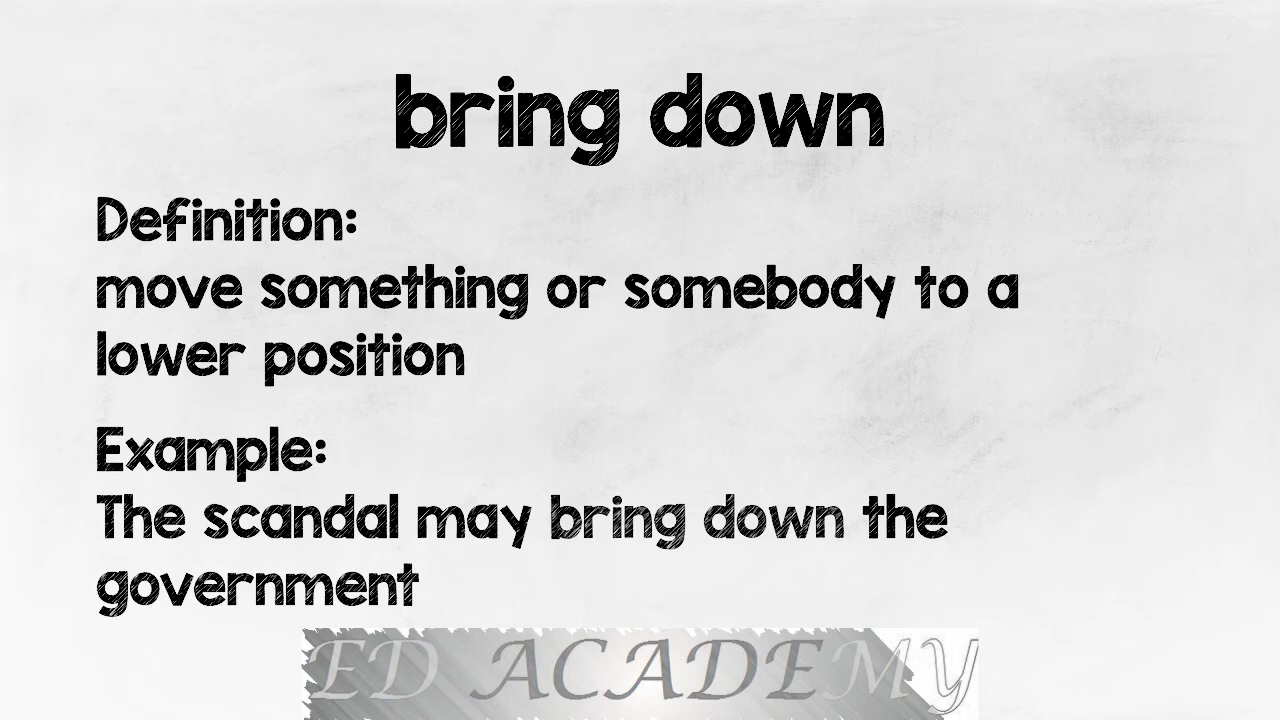 bring down
Definition:
move something or somebody to a
lower position
Example:
The scandal may bring down the
government
ED ACADEMY